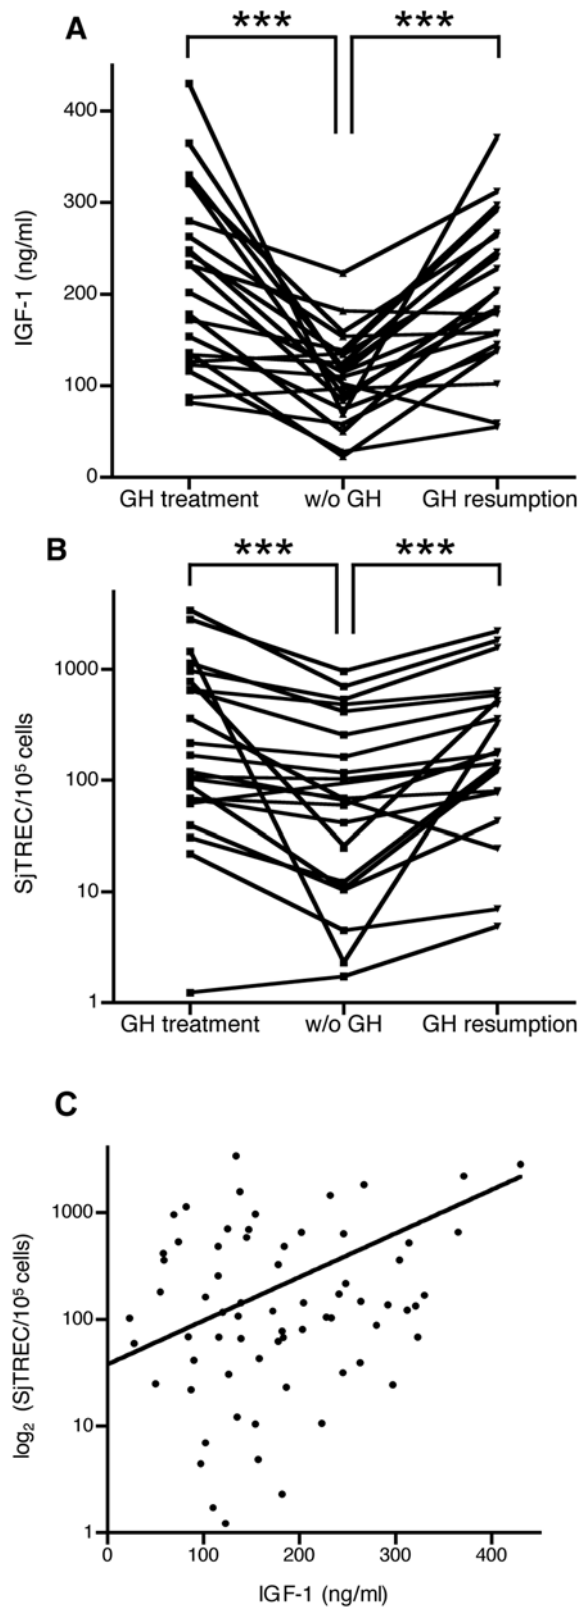 A
*** ***
400
300
200
100
0
IGF-1 (ng/ml)
GH treatment w/o GH GH resumption
B
*** ***
1000
100
10
1
SjTREC/10⁵ cells
GH treatment w/o GH GH resumption
C
1000
100
10
1
log₂ (SjTREC/10⁵ cells)
0 100 200 300 400
IGF-1 (ng/ml)